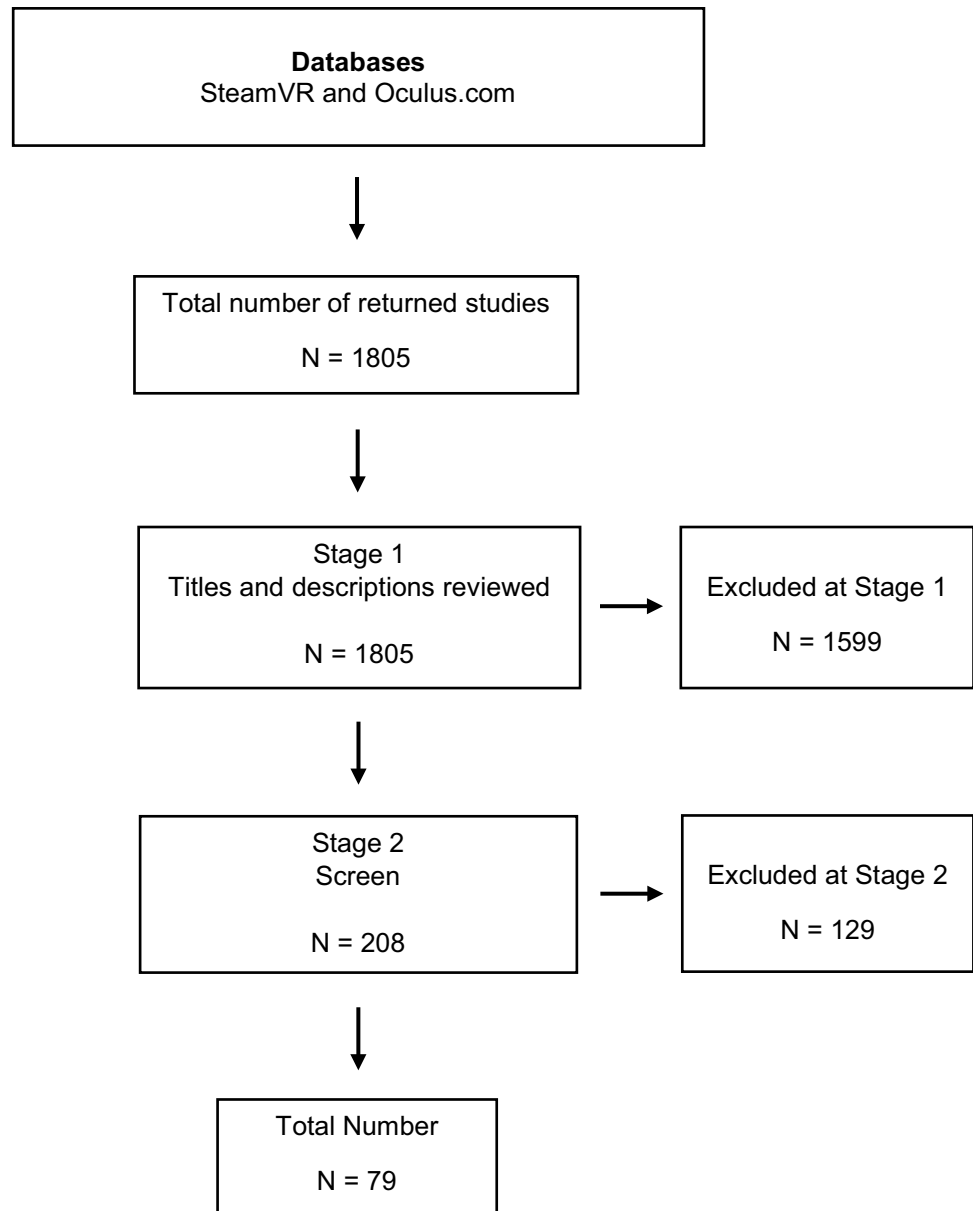 Databases
SteamVR and Oculus.com
Total number of returned studies
N = 1805
Stage 1
Titles and descriptions reviewed
N = 1805
Excluded at Stage 1
N = 1599
Stage 2
Screen
N = 208
Excluded at Stage 2
N = 129
Total Number
N = 79